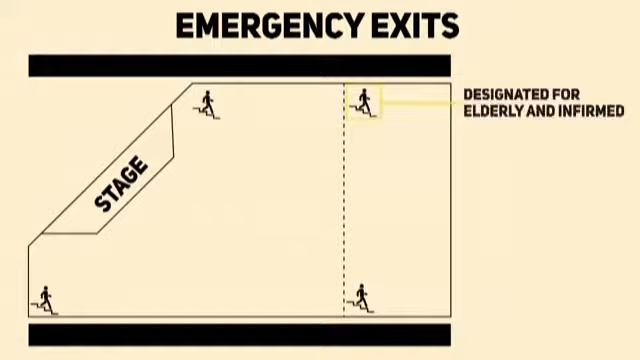 EMERGENCY EXITS
DESIGNATED FOR
ELDERLY AND INFIRMED
STAGE